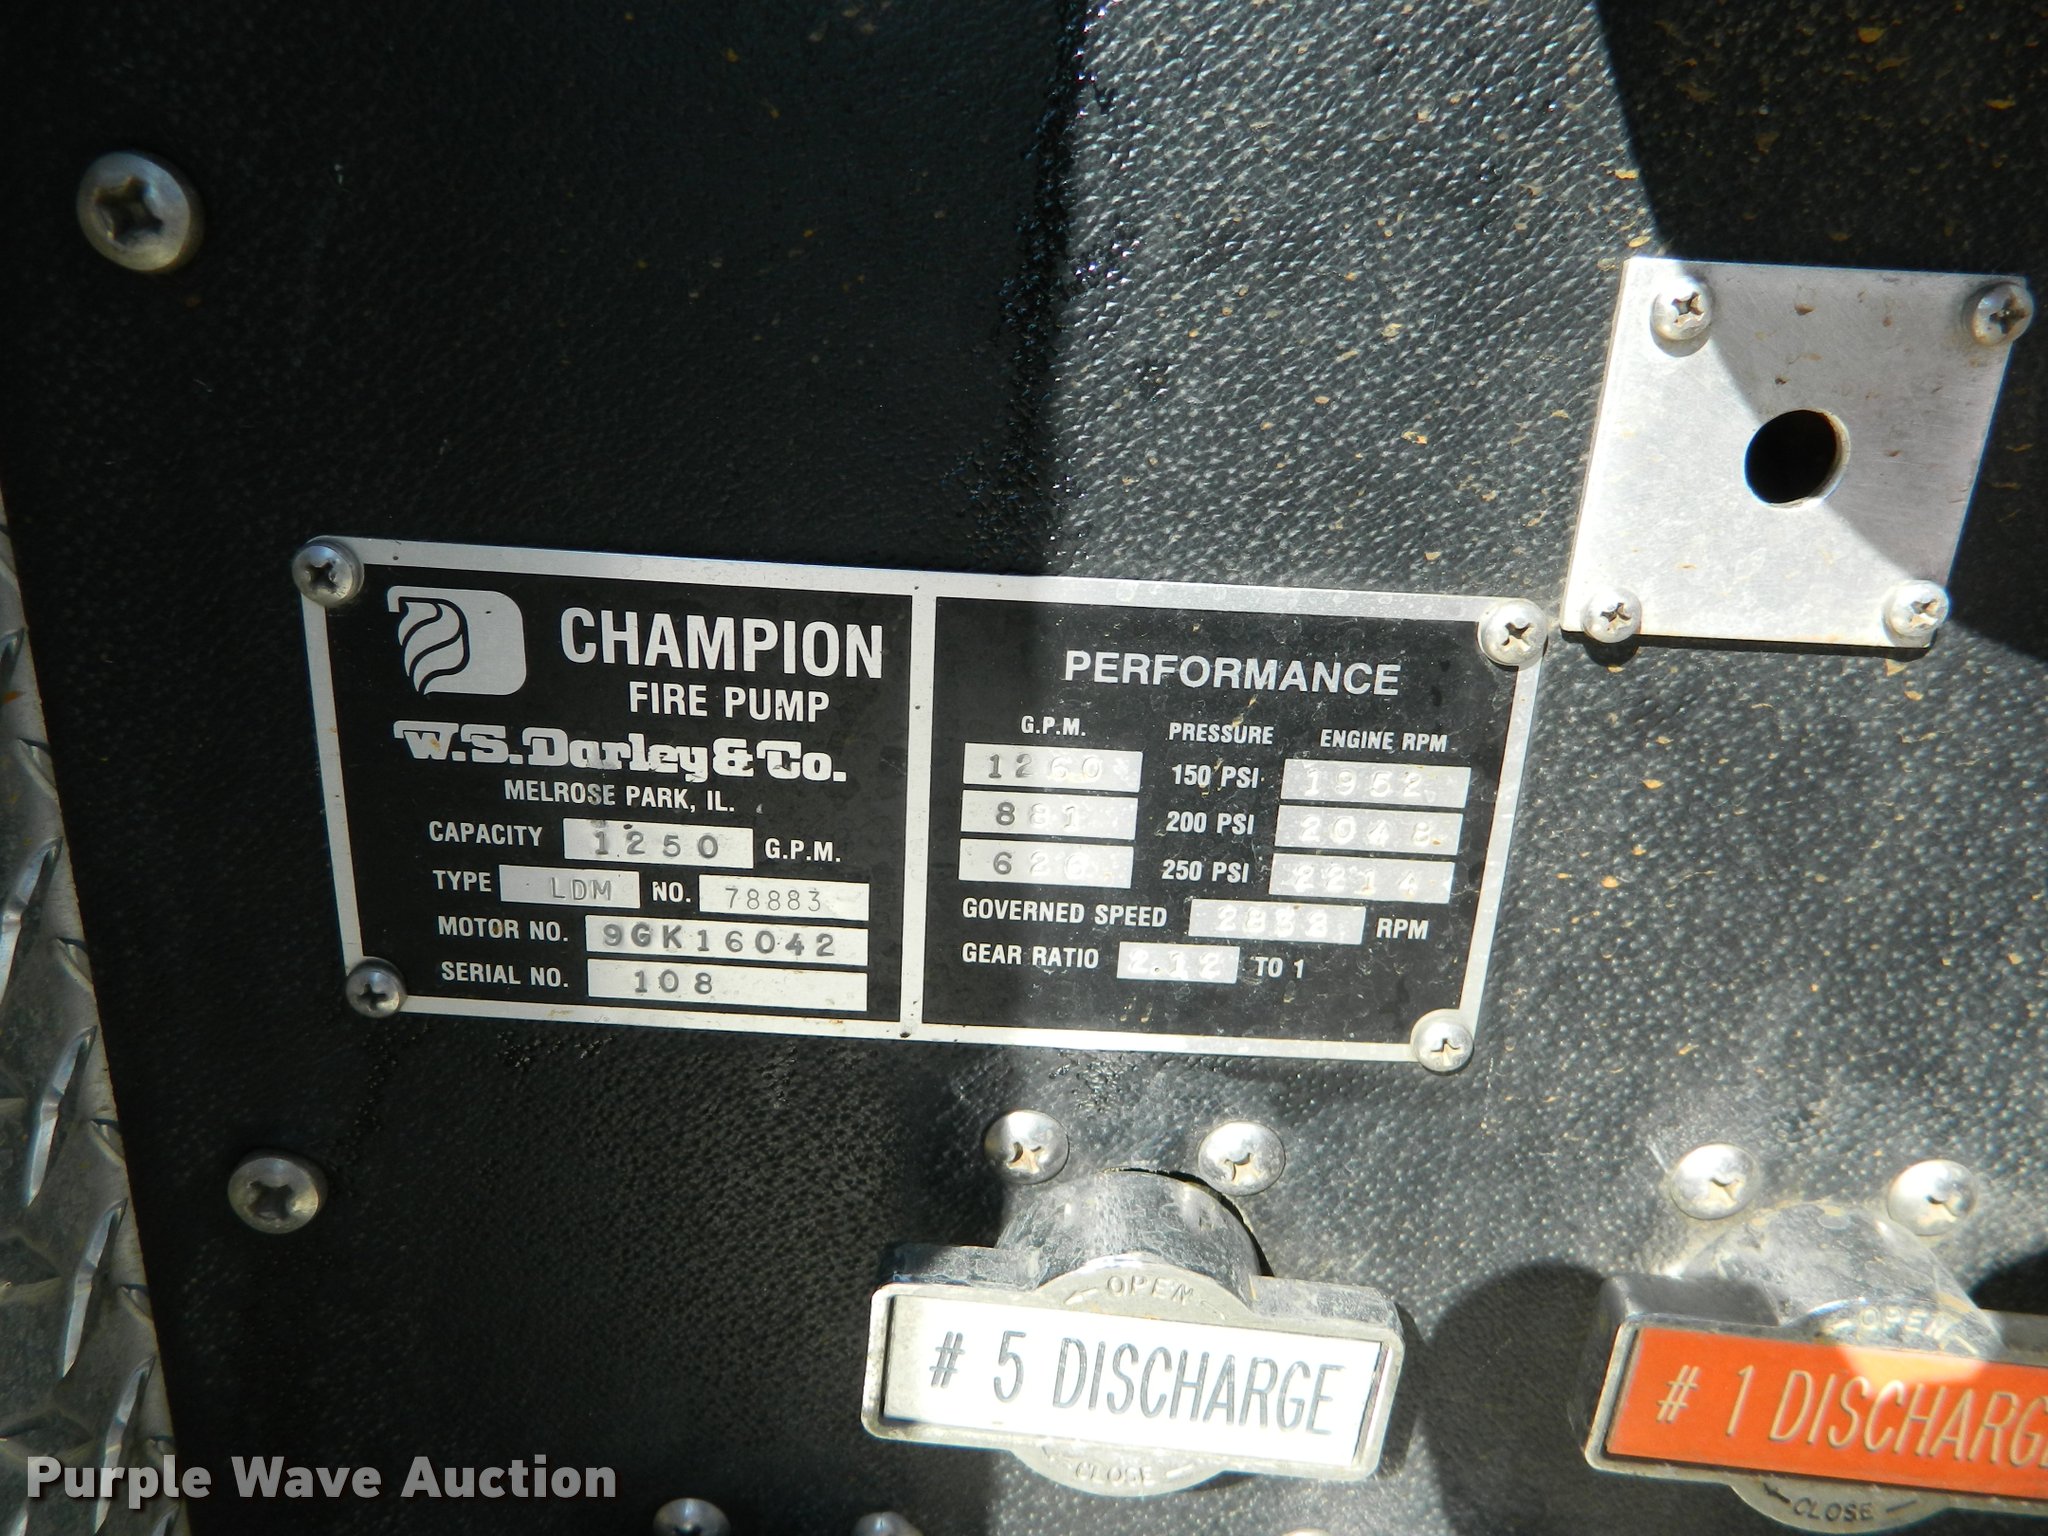 CHAMPION
FIRE PUMP
W.S. Darley & Co.
MELROSE PARK, IL.
CAPACITY 1250 G.P.M.
TYPE LDM NO. 78883
MOTOR NO. 9GK16042
SERIAL NO. 108
PERFORMANCE
G.P.M. PRESSURE ENGINE RPM
1260 150 PSI 1952
881 200 PSI 2048
626 250 PSI 2214
GOVERNED SPEED RPM
GEAR RATIO 2.12 TO 1
OPEN
# 5 DISCHARGE
CLOSE
OPEN
# 1 DISCHARGE
CLOSE
Purple Wave Auction